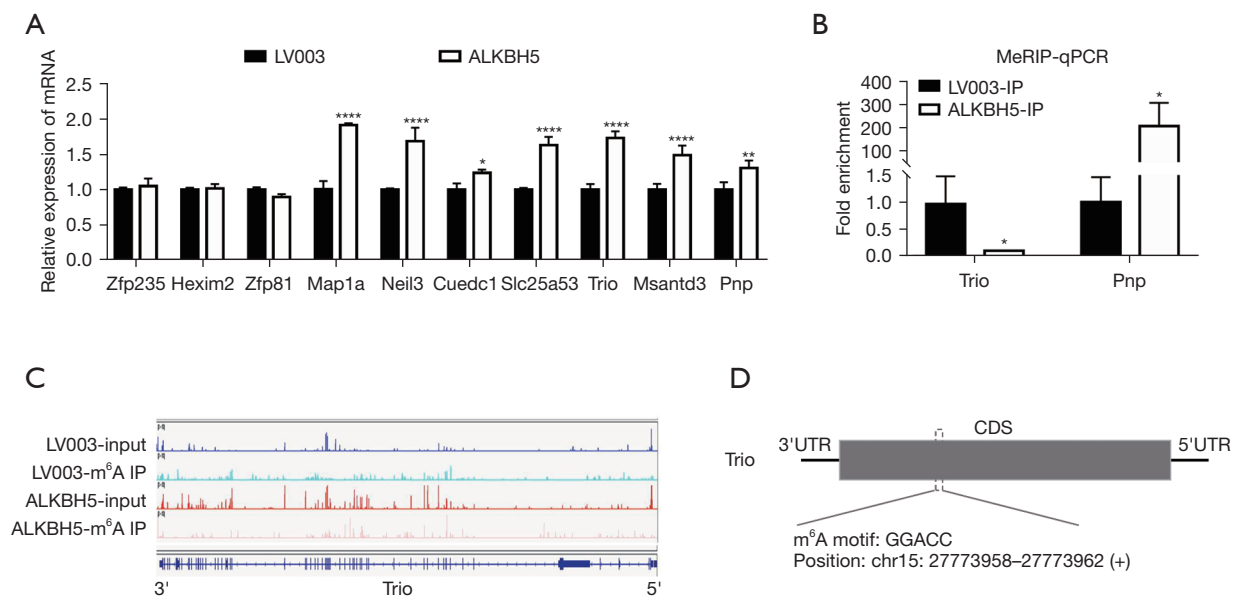 A
LV003
ALKBH5
Relative expression of mRNA
2.5
2.0
1.5
1.0
0.5
0.0
**** **** * **** **** **** **
Zfp235 Hexim2 Zfp81 Map1a Neil3 Cuedc1 Slc25a53 Trio Msantd3 Pnp
B
MeRIP-qPCR
LV003-IP
ALKBH5-IP
Fold enrichment
400
300
200
100
1.5
1.0
0.5
0.0
* *
Trio Pnp
C
LV003-input
LV003-m⁶A IP
ALKBH5-input
ALKBH5-m⁶A IP
3' Trio 5'
D
CDS
Trio 3'UTR 5'UTR
m⁶A motif: GGACC
Position: chr15: 27773958–27773962 (+)